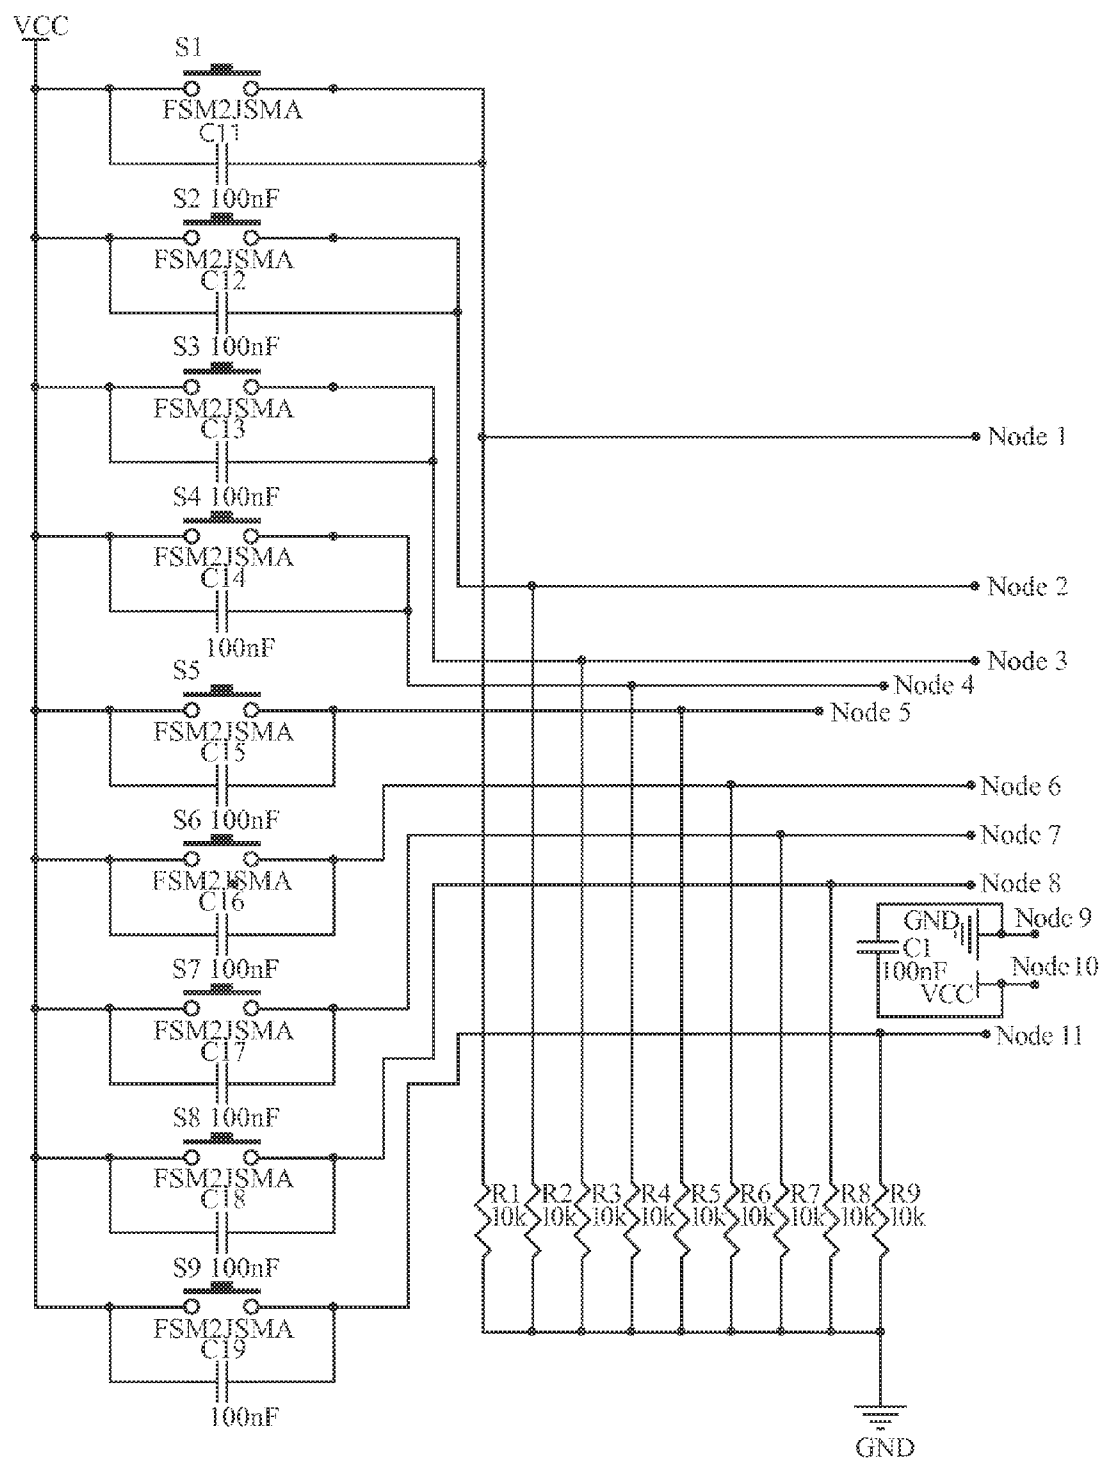 VCC
S1
FSM2JSMA
C11
S2 100nF
FSM2JSMA
C12
S3 100nF
FSM2JSMA
C13
Node 1
S4 100nF
FSM2JSMA
C14
Node 2
100nF
Node 3
S5
Node 4
Node 5
FSM2JSMA
C15
Node 6
S6 100nF
Node 7
FSM2JSMA
C16
Node 8
GND
Node 9
C1
100nF
Node10
VCC
S7 100nF
FSM2JSMA
C17
Node 11
S8 100nF
FSM2JSMA
C18
R1 R2 R3 R4 R5 R6 R7 R8 R9
10k 10k 10k 10k 10k 10k 10k 10k 10k
S9 100nF
FSM2JSMA
C19
100nF
GND